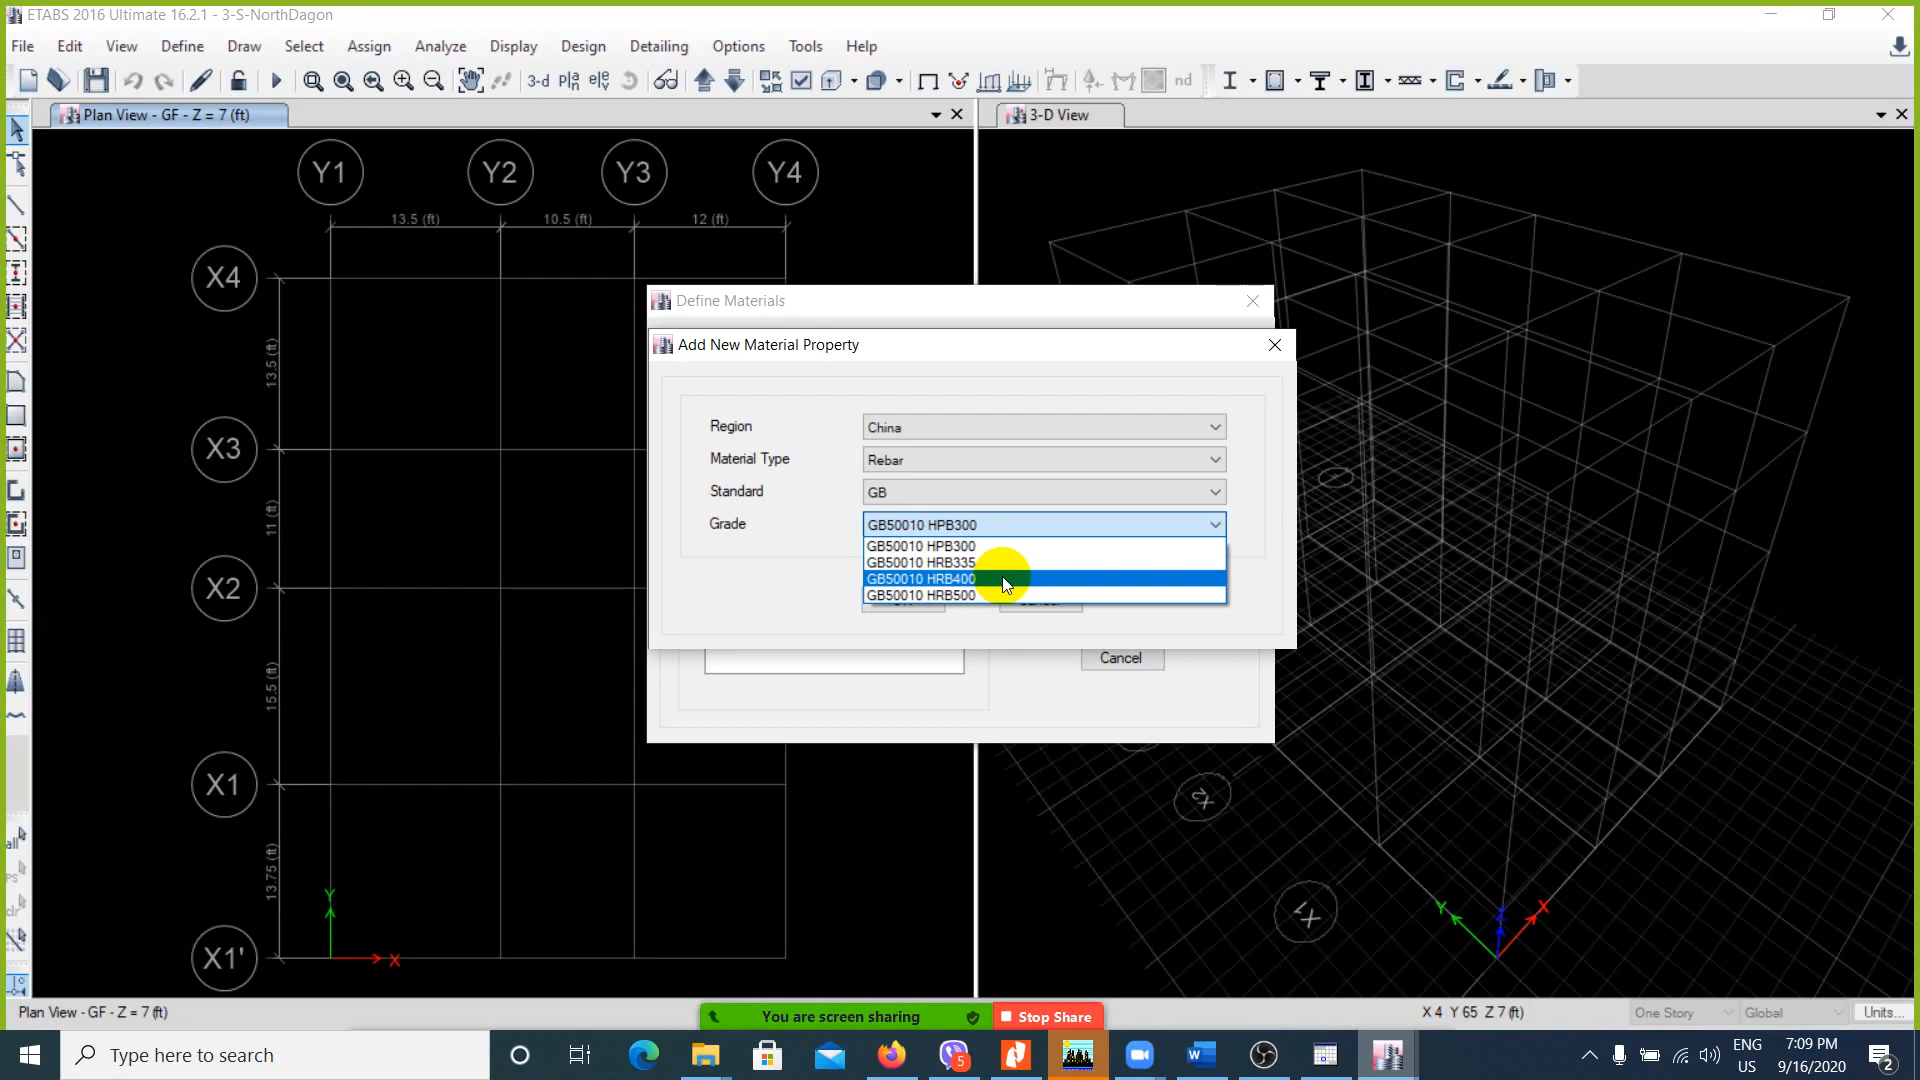 ETABS 2016 Ultimate 16.2.1 - 3-S-NorthDagon
File Edit View Define Draw Select Assign Analyze Display Design Detailing Options Tools Help
3-d nd
Plan View - GF - Z = 7 (ft)
3-D View
Y1 Y2 Y3 Y4
13.5 (ft) 10.5 (ft) 12 (ft)
X4
13.5 (ft)
X3
11 (ft)
X2
15.5 (ft)
X1
13.75 (ft)
X1'
Y
X
Define Materials
Add New Material Property
Region China
Material Type Rebar
Standard GB
Grade GB50010 HPB300
GB50010 HPB300
GB50010 HRB335
GB50010 HRB400
GB50010 HRB500
Cancel
X2
X1
Y Z X
Plan View - GF - Z = 7 (ft)
You are screen sharing
Stop Share
X 4 Y 65 Z 7 (ft)
One Story
Global
Units...
Type here to search
5
ENG
US
7:09 PM
9/16/2020
2